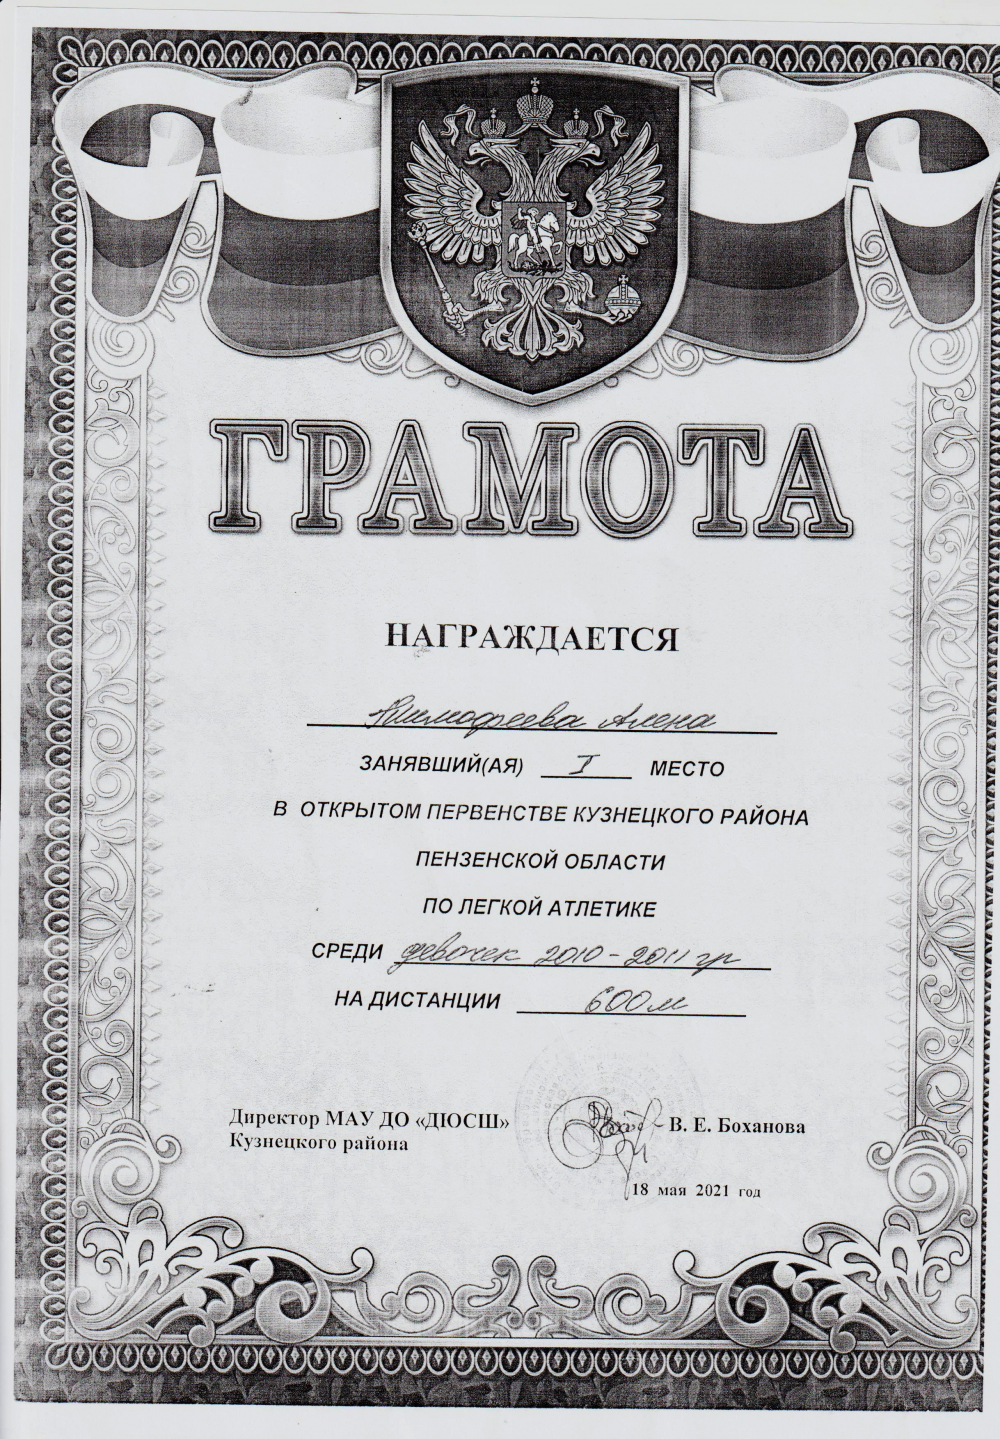 ГРАМОТА
НАГРАЖДАЕТСЯ
Тимофеева Алена
ЗАНЯВШИЙ(АЯ) I МЕСТО
В ОТКРЫТОМ ПЕРВЕНСТВЕ КУЗНЕЦКОГО РАЙОНА
ПЕНЗЕНСКОЙ ОБЛАСТИ
ПО ЛЕГКОЙ АТЛЕТИКЕ
СРЕДИ девочек 2010-2011 гр
НА ДИСТАНЦИИ 600м
Директор МАУ ДО «ДЮСШ» В. Е. Боханова
Кузнецкого района
18 мая 2021 год